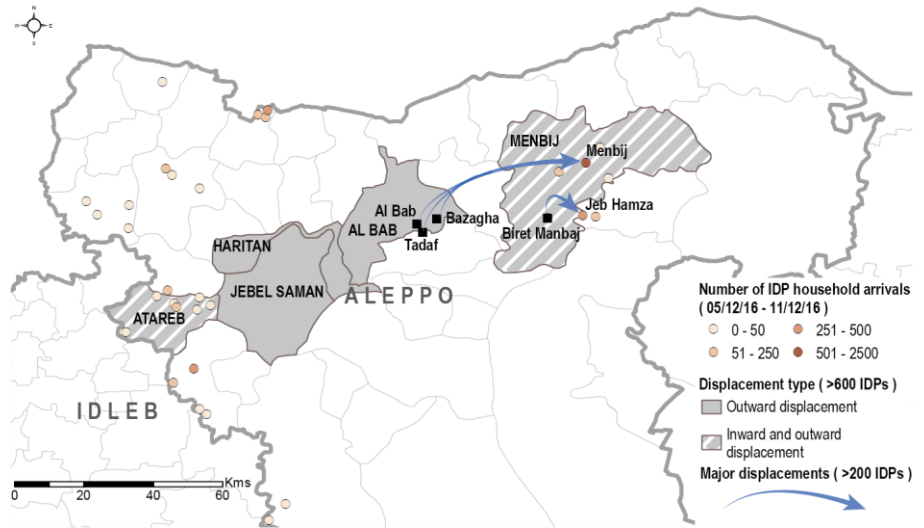 N
W E
S
MENBIJ
Menbij
Al Bab
Bazagha
AL BAB
Tadaf
Jeb Hamza
Biret Manbaj
HARITAN
JEBEL SAMAN
ALEPPO
ATAREB
IDLEB
Number of IDP household arrivals
( 05/12/16 - 11/12/16 )
0 - 50
251 - 500
51 - 250
501 - 2500
Displacement type ( >600 IDPs)
Outward displacement
Inward and outward
displacement
Major displacements ( >200 IDPs)
Kms
0 20 40 60